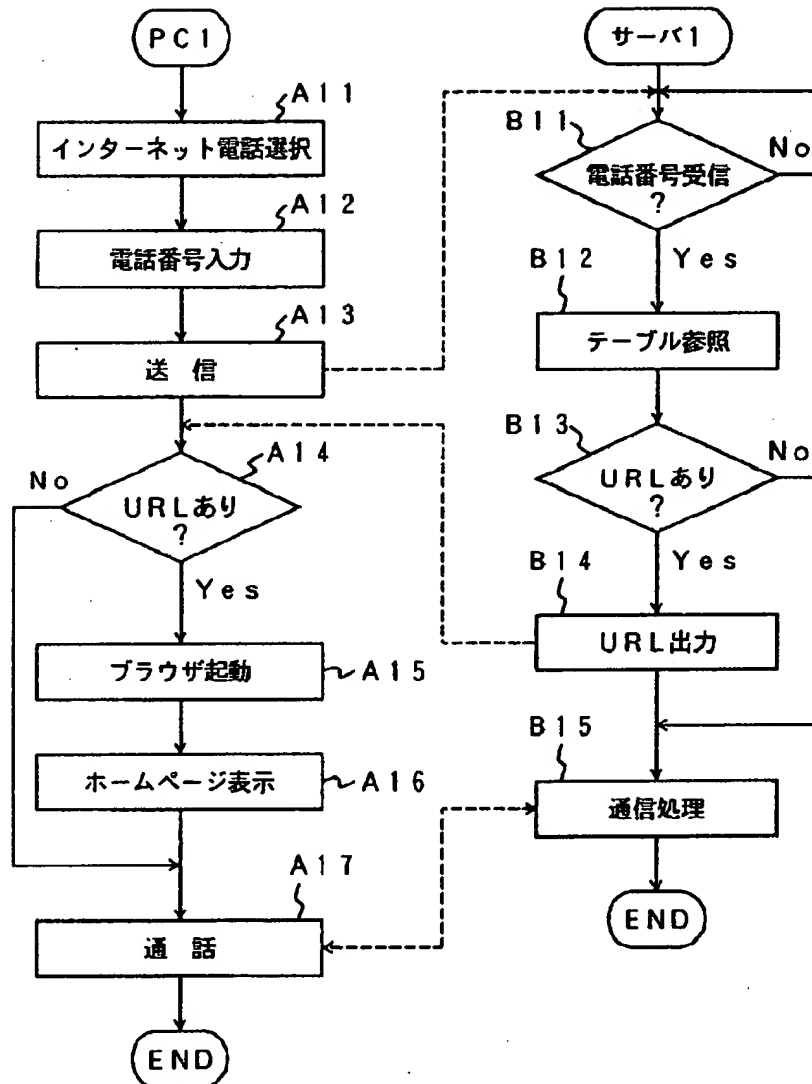 PC1
A11
インターネット電話選択
A12
電話番号入力
A13
送 信
A14
No
URLあり
?
Yes
ブラウザ起動
A15
ホームページ表示
A16
A17
通 話
END
サーバ1
B11
No
電話番号受信
?
Yes
B12
テーブル参照
B13
No
URLあり
?
Yes
B14
URL出力
B15
通信処理
END